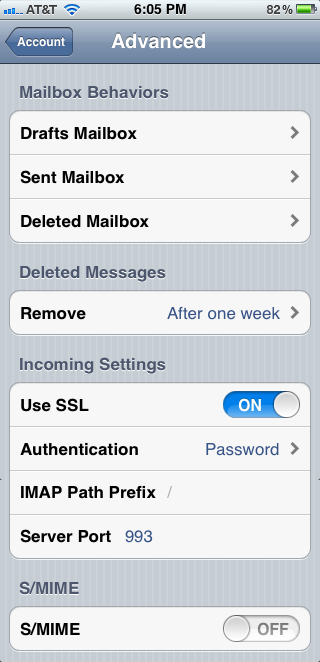 AT&T 6:05 PM 82%
Account Advanced
Mailbox Behaviors
Drafts Mailbox
Sent Mailbox
Deleted Mailbox
Deleted Messages
Remove After one week
Incoming Settings
Use SSL ON
Authentication Password
IMAP Path Prefix /
Server Port 993
S/MIME
S/MIME OFF